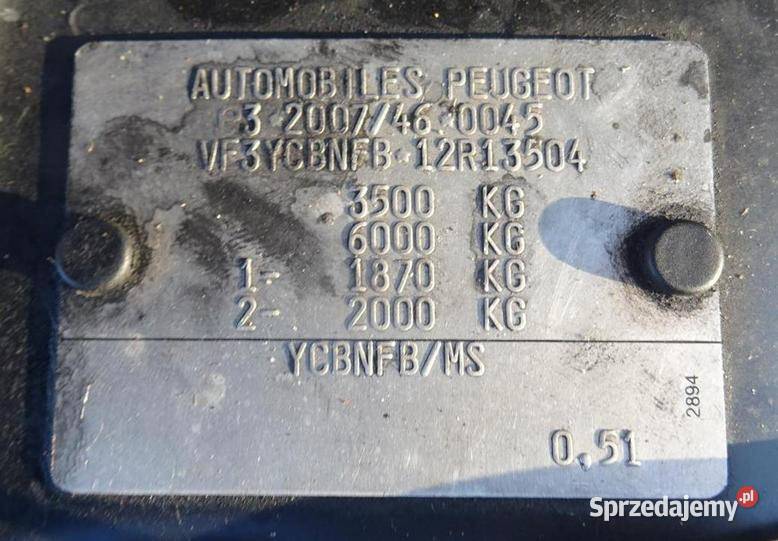 AUTOMOBILES PEUGEOT
3 2007/46 0045
VF3YCBNFB 12R13504
3500 KG
6000 KG
1- 1870 KG
2- 2000 KG
YCBNFB/MS
2894
0,51
Sprzedajemy.pl